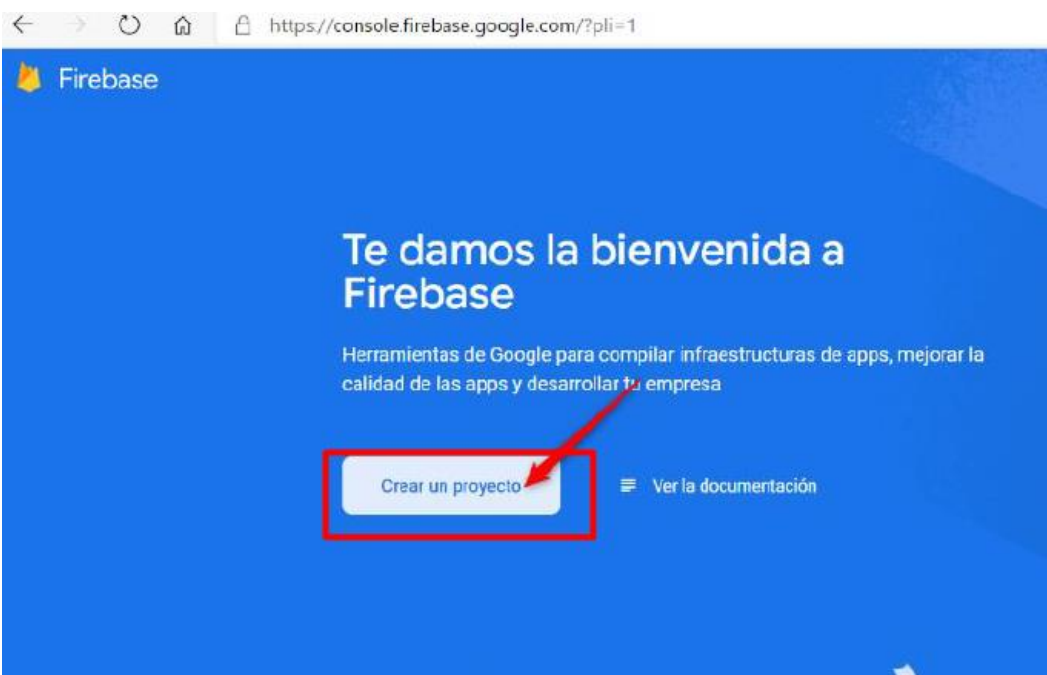 https://console.firebase.google.com/?pli=1
Firebase
Te damos la bienvenida a
Firebase
Herramientas de Google para compilar infraestructuras de apps, mejorar la
calidad de las apps y desarrollar tu empresa
Crear un proyecto
Ver la documentación